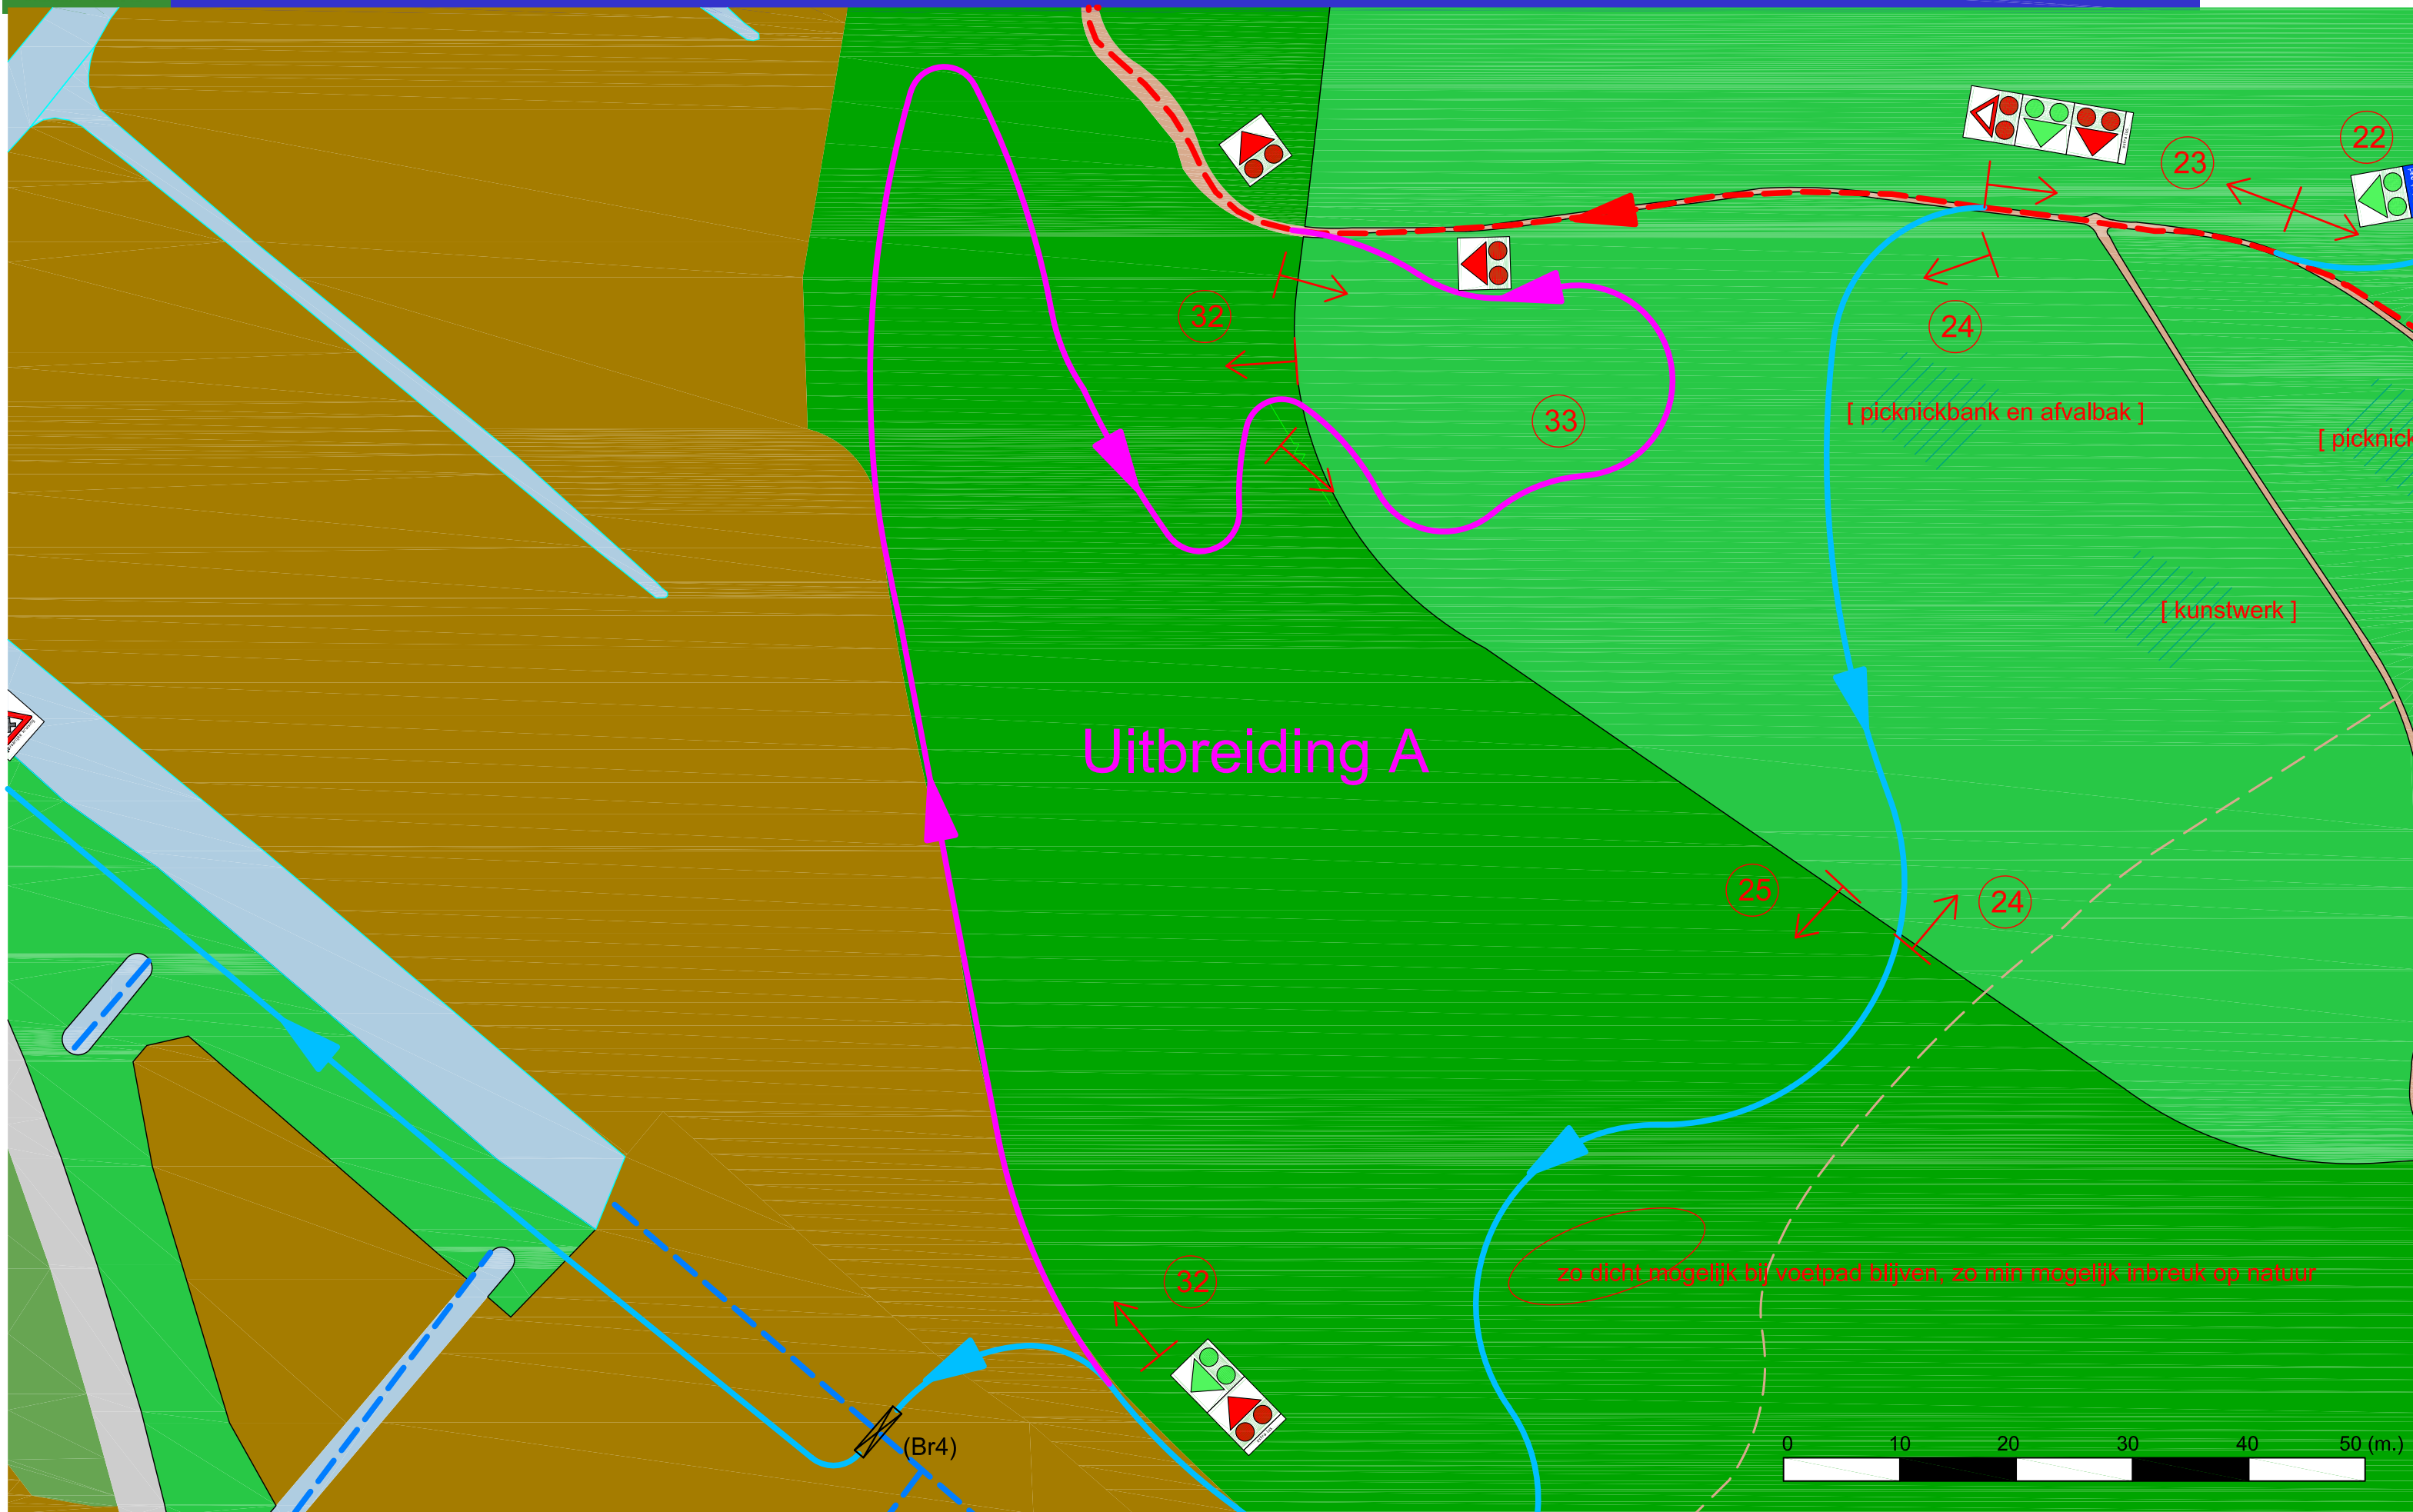 22
23
32
24
33
[ picknickbank en afvalbak ]
[ picknick
[ kunstwerk ]
Uitbreiding A
25
24
32
zo dicht mogelijk bij voetpad blijven, zo min mogelijk inbreuk op natuur
(Br4)
0 10 20 30 40 50 (m.)